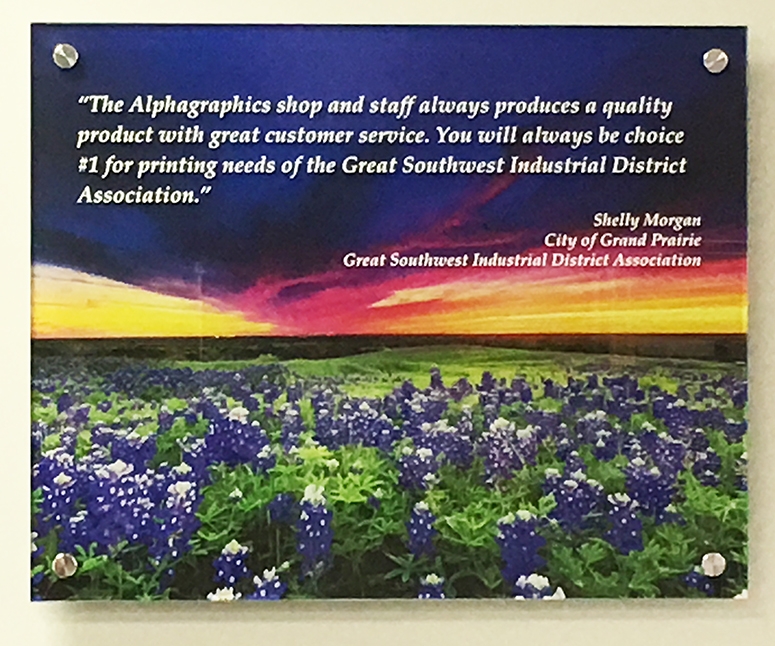 “The Alphagraphics shop and staff always produces a quality
product with great customer service. You will always be choice
#1 for printing needs of the Great Southwest Industrial District
Association.”
Shelly Morgan
City of Grand Prairie
Great Southwest Industrial District Association